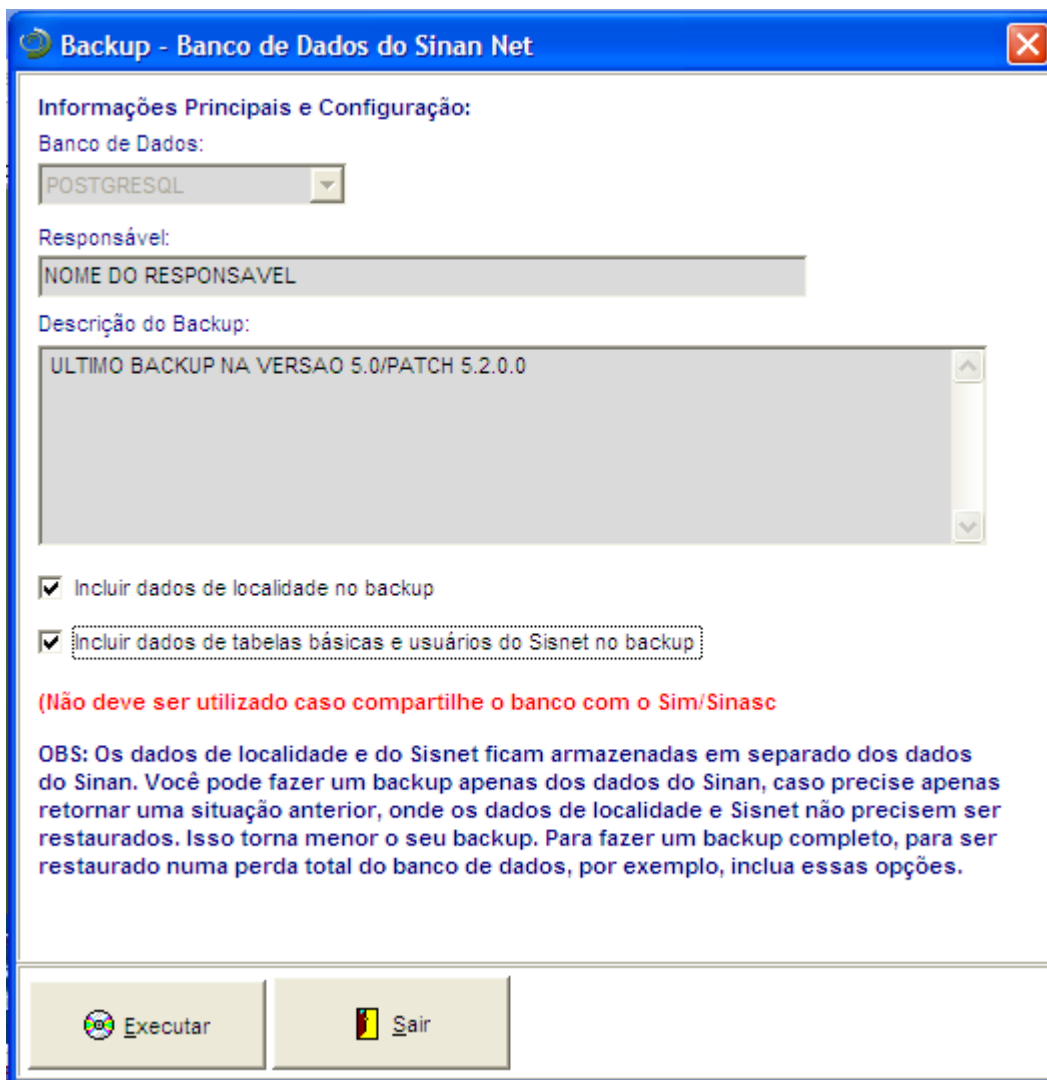 Backup - Banco de Dados do Sinan Net
Informações Principais e Configuração:
Banco de Dados:
POSTGRESQL
Responsável:
NOME DO RESPONSAVEL
Descrição do Backup:
ULTIMO BACKUP NA VERSAO 5.0/PATCH 5.2.0.0
Incluir dados de localidade no backup
Incluir dados de tabelas básicas e usuários do Sisnet no backup
(Não deve ser utilizado caso compartilhe o banco com o Sim/Sinasc
OBS: Os dados de localidade e do Sisnet ficam armazenadas em separado dos dados
do Sinan. Você pode fazer um backup apenas dos dados do Sinan, caso precise apenas
retornar uma situação anterior, onde os dados de localidade e Sisnet não precisem ser
restaurados. Isso torna menor o seu backup. Para fazer um backup completo, para ser
restaurado numa perda total do banco de dados, por exemplo, inclua essas opções.
Executar
Sair